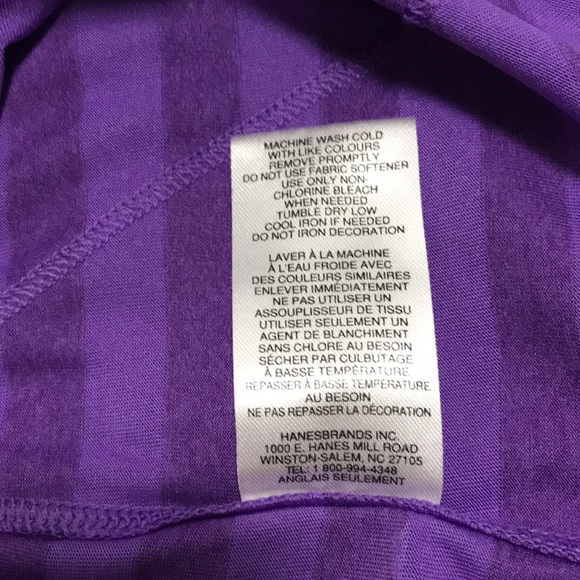 MACHINE WASH COLD
WITH LIKE COLOURS
REMOVE PROMPTLY
DO NOT USE FABRIC SOFTENER
USE ONLY NON-
CHLORINE BLEACH
WHEN NEEDED
TUMBLE DRY LOW
COOL IRON IF NEEDED
DO NOT IRON DECORATION
LAVER À LA MACHINE
À L'EAU FROIDE AVEC
DES COULEURS SIMILAIRES
ENLEVER IMMÉDIATEMENT
NE PAS UTILISER UN
ASSOUPLISSEUR DE TISSU
UTILISER SEULEMENT UN
AGENT DE BLANCHIMENT
SANS CHLORE AU BESOIN
SÉCHER PAR CULBUTAGE
À BASSE TEMPÉRATURE
REPASSER À BASSE TEMPÉRATURE
AU BESOIN
NE PAS REPASSER LA DÉCORATION
HANESBRANDS INC.
1000 E. HANES MILL ROAD
WINSTON-SALEM, NC 27105
TEL: 1 800-994-4348
ANGLAIS SEULEMENT